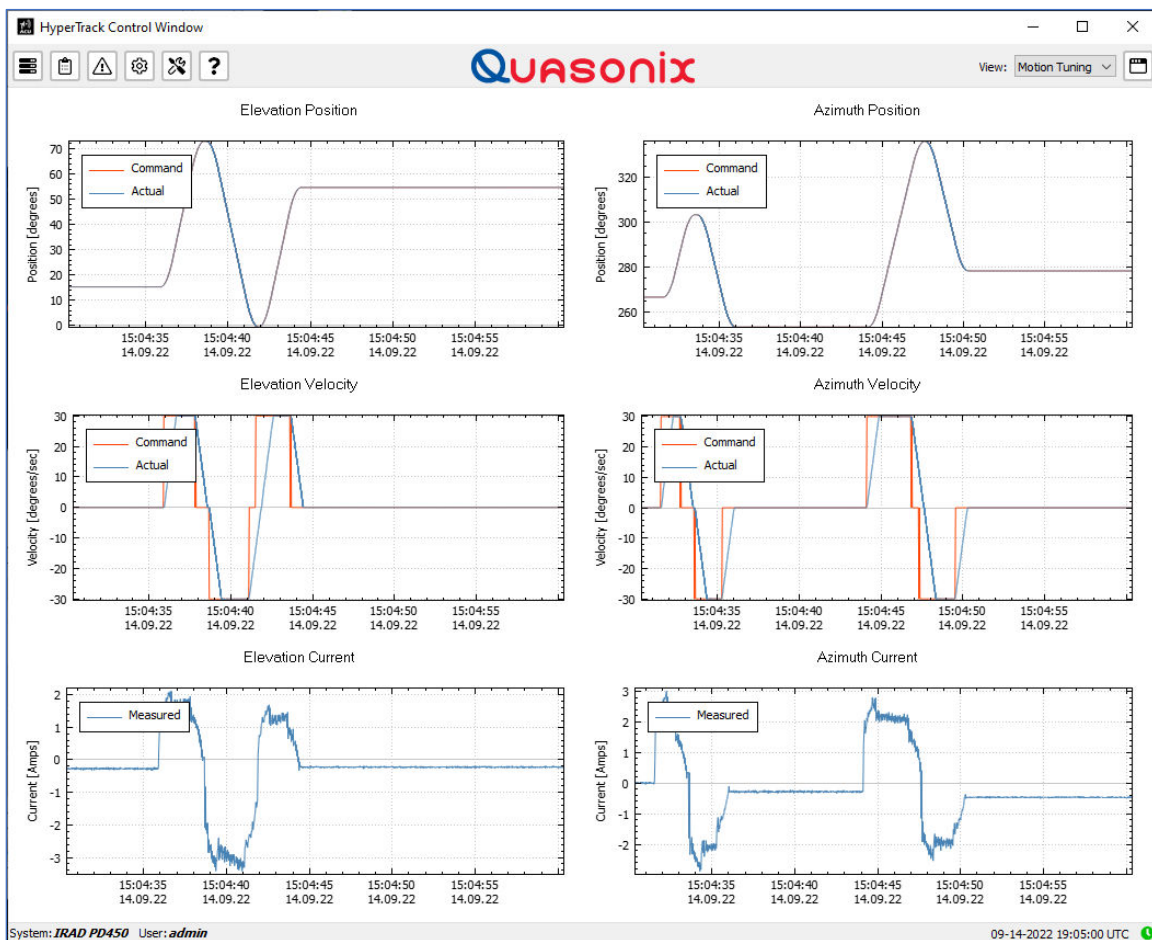 HyperTrack Control Window
?
Quasonix
View: Motion Tuning
Elevation Position
Position [degrees]
70
60
50
40
30
20
10
0
Command
Actual
15:04:35 15:04:40 15:04:45 15:04:50 15:04:55
14.09.22 14.09.22 14.09.22 14.09.22 14.09.22
Azimuth Position
Position [degrees]
320
300
280
260
Command
Actual
15:04:35 15:04:40 15:04:45 15:04:50 15:04:55
14.09.22 14.09.22 14.09.22 14.09.22 14.09.22
Elevation Velocity
Velocity [degrees/sec]
30
20
10
0
-10
-20
-30
Command
Actual
15:04:35 15:04:40 15:04:45 15:04:50 15:04:55
14.09.22 14.09.22 14.09.22 14.09.22 14.09.22
Azimuth Velocity
Velocity [degrees/sec]
30
20
10
0
-10
-20
-30
Command
Actual
15:04:35 15:04:40 15:04:45 15:04:50 15:04:55
14.09.22 14.09.22 14.09.22 14.09.22 14.09.22
Elevation Current
Current [Amps]
2
1
0
-1
-2
-3
Measured
15:04:35 15:04:40 15:04:45 15:04:50 15:04:55
14.09.22 14.09.22 14.09.22 14.09.22 14.09.22
Azimuth Current
Current [Amps]
3
2
1
0
-1
-2
Measured
15:04:35 15:04:40 15:04:45 15:04:50 15:04:55
14.09.22 14.09.22 14.09.22 14.09.22 14.09.22
System: IRAD PD450 User: admin
09-14-2022 19:05:00 UTC